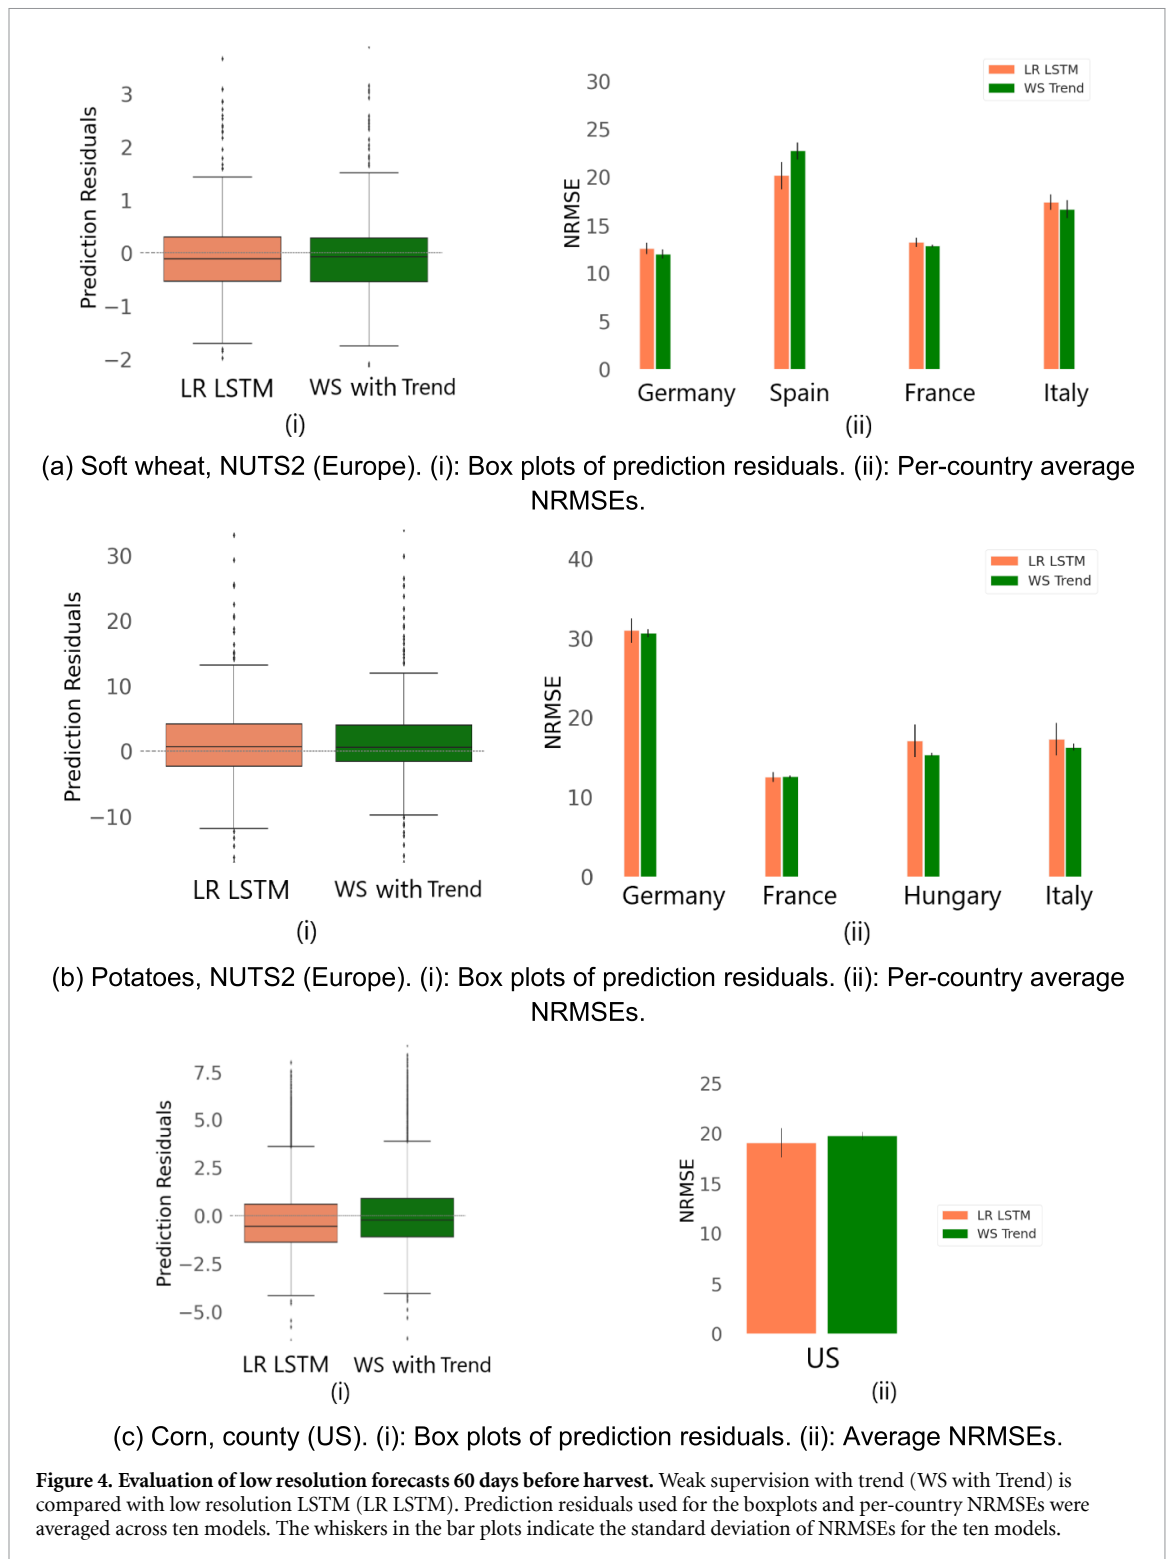 3
2
1
0
−1
−2
Prediction Residuals
LR LSTM
WS with Trend
(i)
30
25
20
15
10
5
0
NRMSE
LR LSTM
WS Trend
Germany
Spain
France
Italy
(ii)
(a) Soft wheat, NUTS2 (Europe). (i): Box plots of prediction residuals. (ii): Per-country average
NRMSEs.
30
20
10
0
−10
Prediction Residuals
LR LSTM
WS with Trend
(i)
40
30
20
10
0
NRMSE
LR LSTM
WS Trend
Germany
France
Hungary
Italy
(ii)
(b) Potatoes, NUTS2 (Europe). (i): Box plots of prediction residuals. (ii): Per-country average
NRMSEs.
7.5
5.0
2.5
0.0
−2.5
−5.0
Prediction Residuals
LR LSTM
WS with Trend
(i)
25
20
15
10
5
0
NRMSE
LR LSTM
WS Trend
US
(ii)
(c) Corn, county (US). (i): Box plots of prediction residuals. (ii): Average NRMSEs.
Figure 4. Evaluation of low resolution forecasts 60 days before harvest. Weak supervision with trend (WS with Trend) is
compared with low resolution LSTM (LR LSTM). Prediction residuals used for the boxplots and per-country NRMSEs were
averaged across ten models. The whiskers in the bar plots indicate the standard deviation of NRMSEs for the ten models.